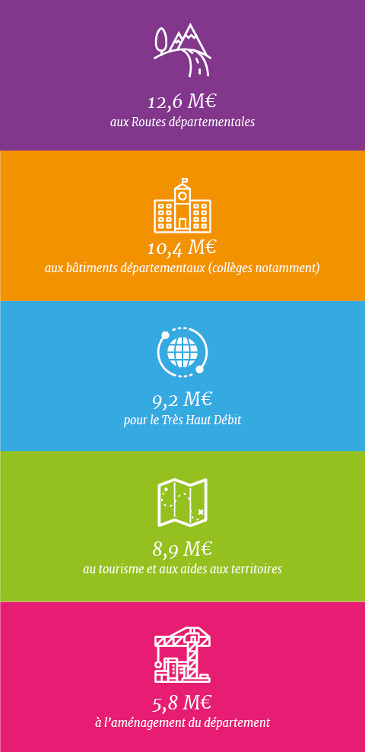 12,6 M€
aux Routes départementales
10,4 M€
aux bâtiments départementaux (collèges notamment)
9,2 M€
pour le Très Haut Débit
8,9 M€
au tourisme et aux aides aux territoires
5,8 M€
à l'aménagement du département